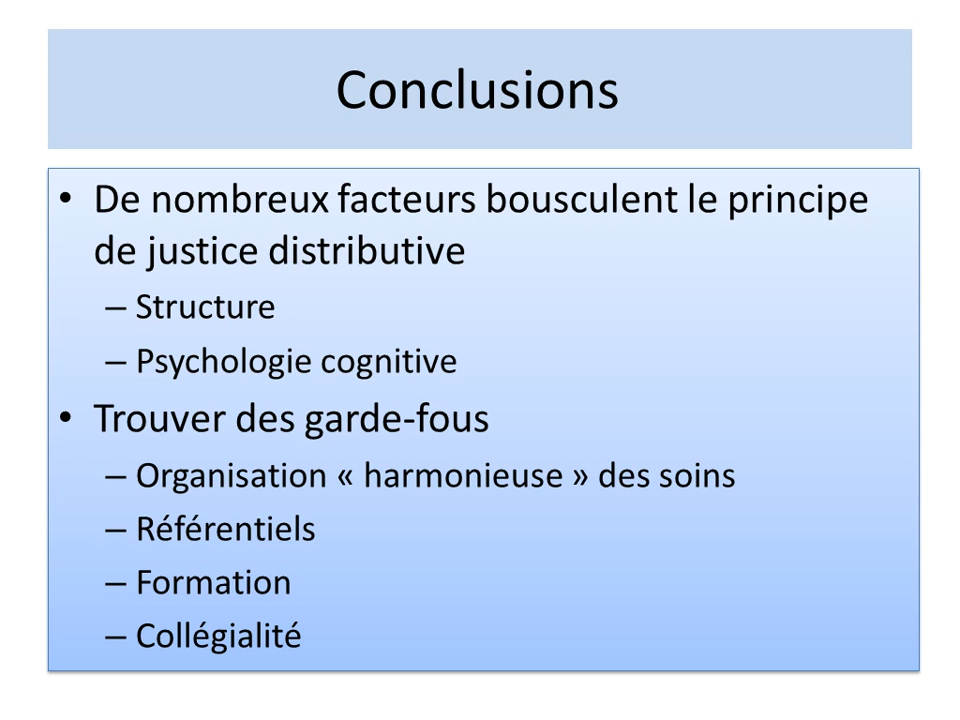 Conclusions
• De nombreux facteurs bousculent le principe
de justice distributive
– Structure
– Psychologie cognitive
• Trouver des garde-fous
– Organisation « harmonieuse » des soins
– Référentiels
– Formation
– Collégialité